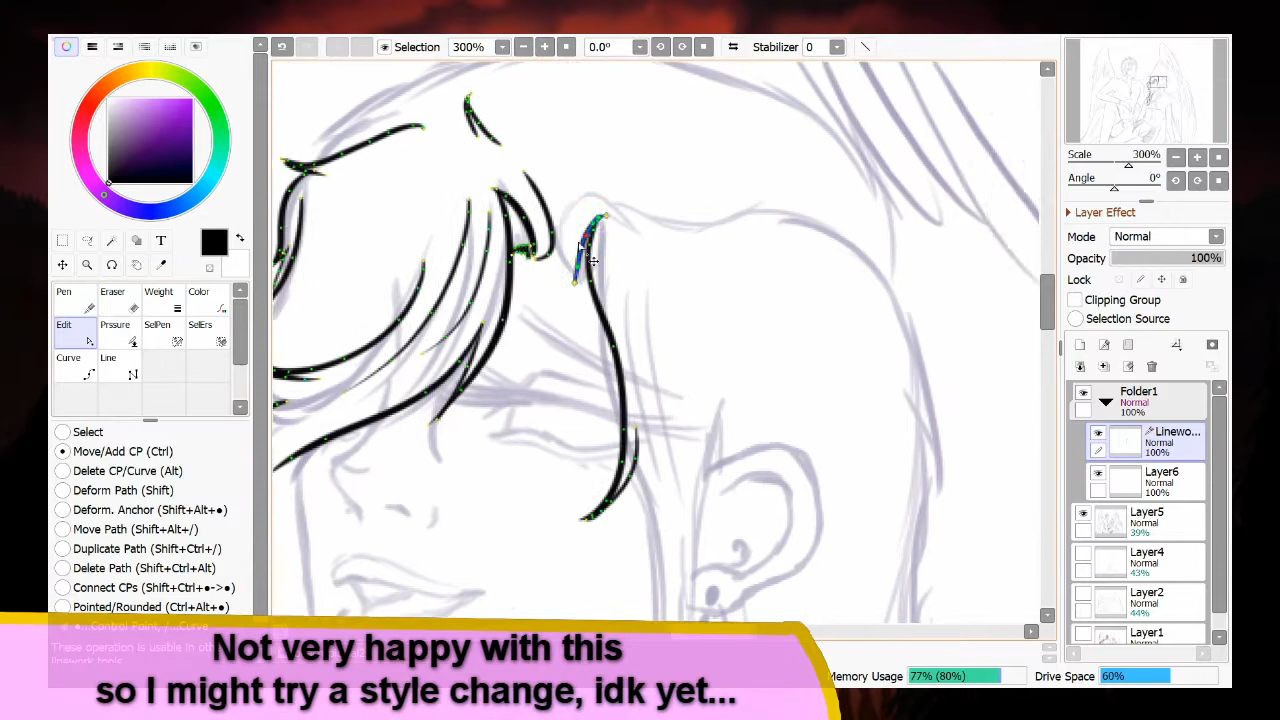 Selection
300%
0.0°
Stabilizer 0
Scale
300%
Angle
0°
Layer Effect
Mode
Normal
Opacity
100%
Lock
Clipping Group
Selection Source
T
Pen
Eraser
Weight
Color
Edit
Prssure
SelPen
SelErs
Curve
Line
Select
Move/Add CP (Ctrl)
Delete CP/Curve (Alt)
Deform Path (Shift)
Deform. Anchor (Shift+Alt+●)
Move Path (Shift+Alt+/)
Duplicate Path (Shift+Ctrl+/)
Delete Path (Shift+Ctrl+Alt)
Connect CPs (Shift+Ctrl+●->●)
Pointed/Rounded (Ctrl+Alt+●)
Folder1
Normal
100%
Linewo...
Normal
100%
Layer6
Normal
100%
Layer5
Normal
39%
Layer4
Normal
43%
Layer2
Normal
44%
Layer1
Normal
Not very happy with this
so I might try a style change, idk yet...
Memory Usage
77% (80%)
Drive Space
60%